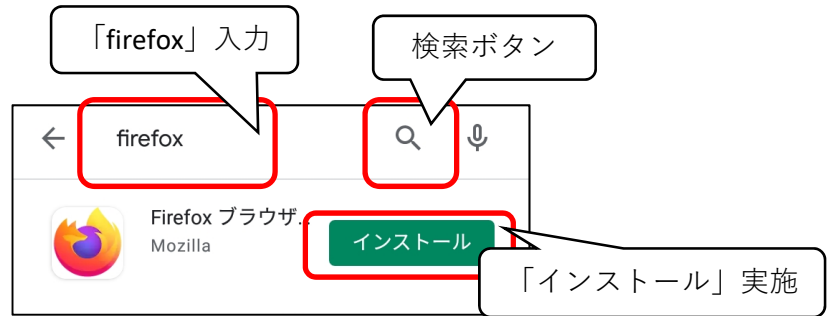 「firefox」入力
検索ボタン
firefox
Firefox ブラウザ...
Mozilla
インストール
「インストール」実施